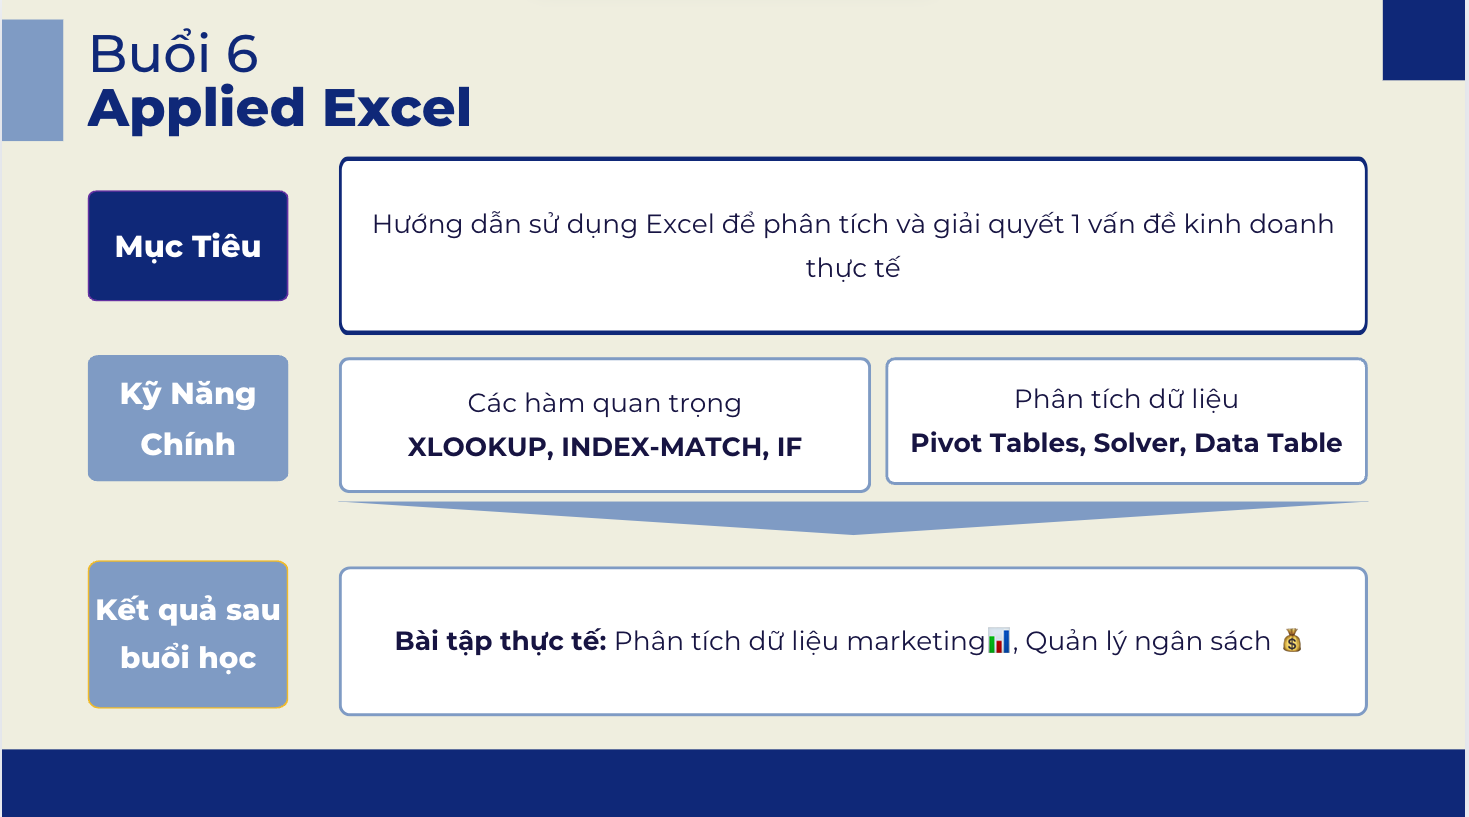 Buổi 6
Applied Excel
Mục Tiêu
Hướng dẫn sử dụng Excel để phân tích và giải quyết 1 vấn đề kinh doanh
thực tế
Kỹ Năng
Chính
Các hàm quan trọng
XLOOKUP, INDEX-MATCH, IF
Phân tích dữ liệu
Pivot Tables, Solver, Data Table
Kết quả sau
buổi học
Bài tập thực tế: Phân tích dữ liệu marketing📊, Quản lý ngân sách 💰